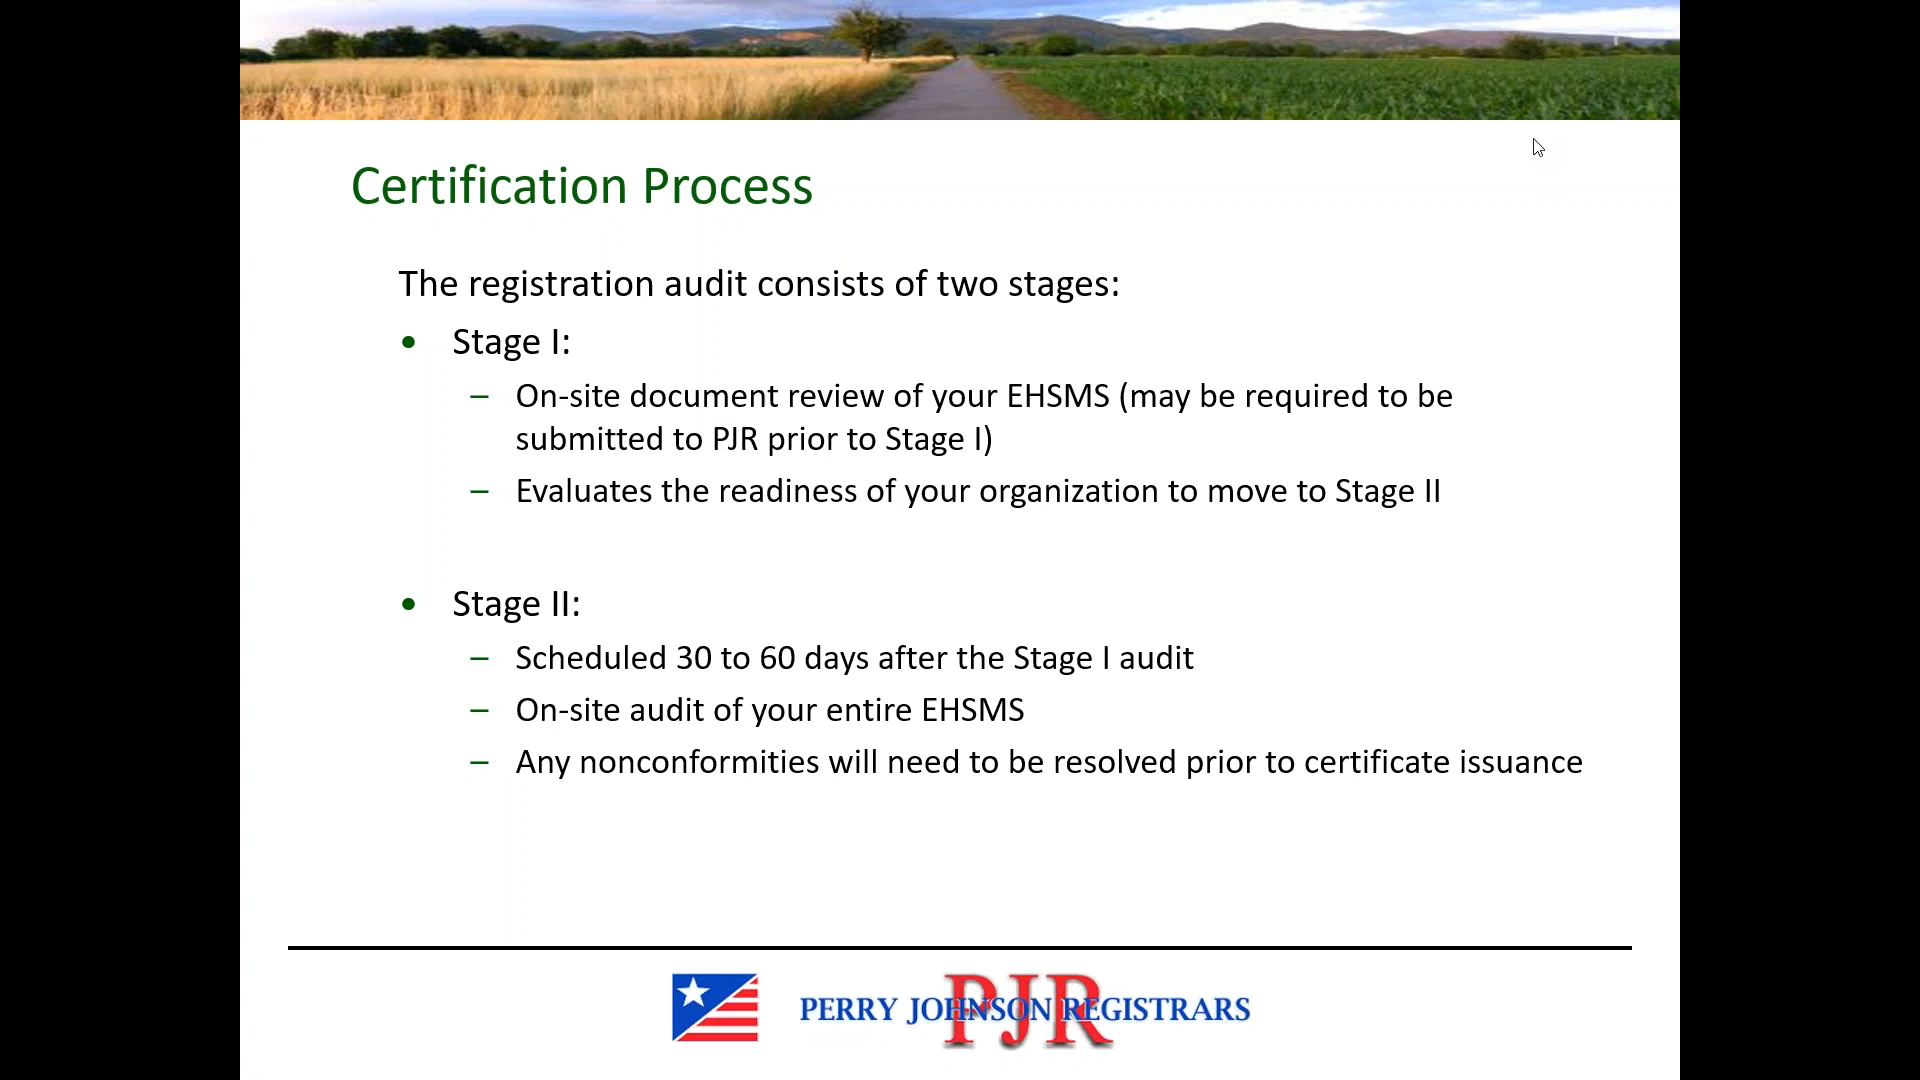 Certification Process
The registration audit consists of two stages:
• Stage I:
– On-site document review of your EHSMS (may be required to be
submitted to PJR prior to Stage I)
– Evaluates the readiness of your organization to move to Stage II
• Stage II:
– Scheduled 30 to 60 days after the Stage I audit
– On-site audit of your entire EHSMS
– Any nonconformities will need to be resolved prior to certificate issuance
PJR
PERRY JOHNSON REGISTRARS